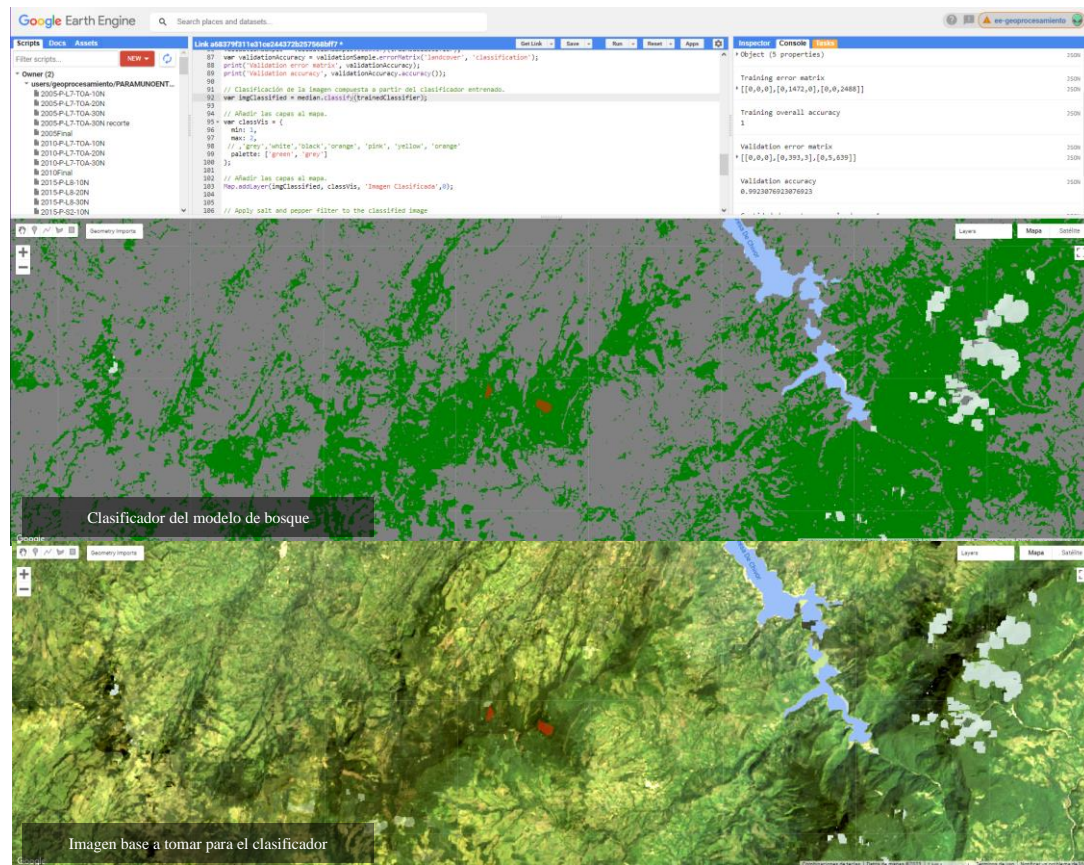 Google Earth Engine
Search places and datasets...
ee-geoprocesamiento
Scripts Docs Assets
Filter scripts...
NEW
Owner (2)
users/geoprocesamiento/PARAMUNOENT...
2005-P-L7-TOA-10N
2005-P-L7-TOA-20N
2005-P-L7-TOA-30N recorte
2005Final
2010-P-L7-TOA-10N
2010-P-L7-TOA-20N
2010-P-L7-TOA-30N
2010Final
2015-P-L8-10N
2015-P-L8-20N
2015-P-L8-30N
2015-P-S2-10N
Link a68379f311e31ce244372b257568bff7 *
Get Link Save Run Reset Apps
87 var validationAccuracy = validationSample.errorMatrix('landcover', 'classification');
88 print('Validation error matrix', validationAccuracy);
89 print('Validation accuracy', validationAccuracy.accuracy());
90
91 // Clasificación de la imagen compuesta a partir del clasificador entrenado.
92 var imgClassified = median.classify(trainedClassifier);
93
94 // Añadir las capas al mapa.
95 var classVis = {
96 min: 1,
97 max: 2,
98 // ,'grey','white','black','orange', 'pink', 'yellow', 'orange'
99 palette: ['green', 'grey']
100 };
101
102 // Añadir las capas al mapa.
103 Map.addLayer(imgClassified, classVis, 'Imagen Clasificada',0);
104
105
106 // Apply salt and pepper filter to the classified image
Inspector Console Tasks
Object (5 properties) JSON
Training error matrix JSON
[[0,0,0],[0,1472,0],[0,0,2488]] JSON
Training overall accuracy JSON
1
Validation error matrix JSON
[[0,0,0],[0,393,3],[0,5,639]] JSON
Validation accuracy JSON
0.9923076923076923
Geometry Imports
Layers
Mapa Satélite
Clasificador del modelo de bosque
Google
Geometry Imports
Layers
Mapa Satélite
Imagen base a tomar para el clasificador
Google